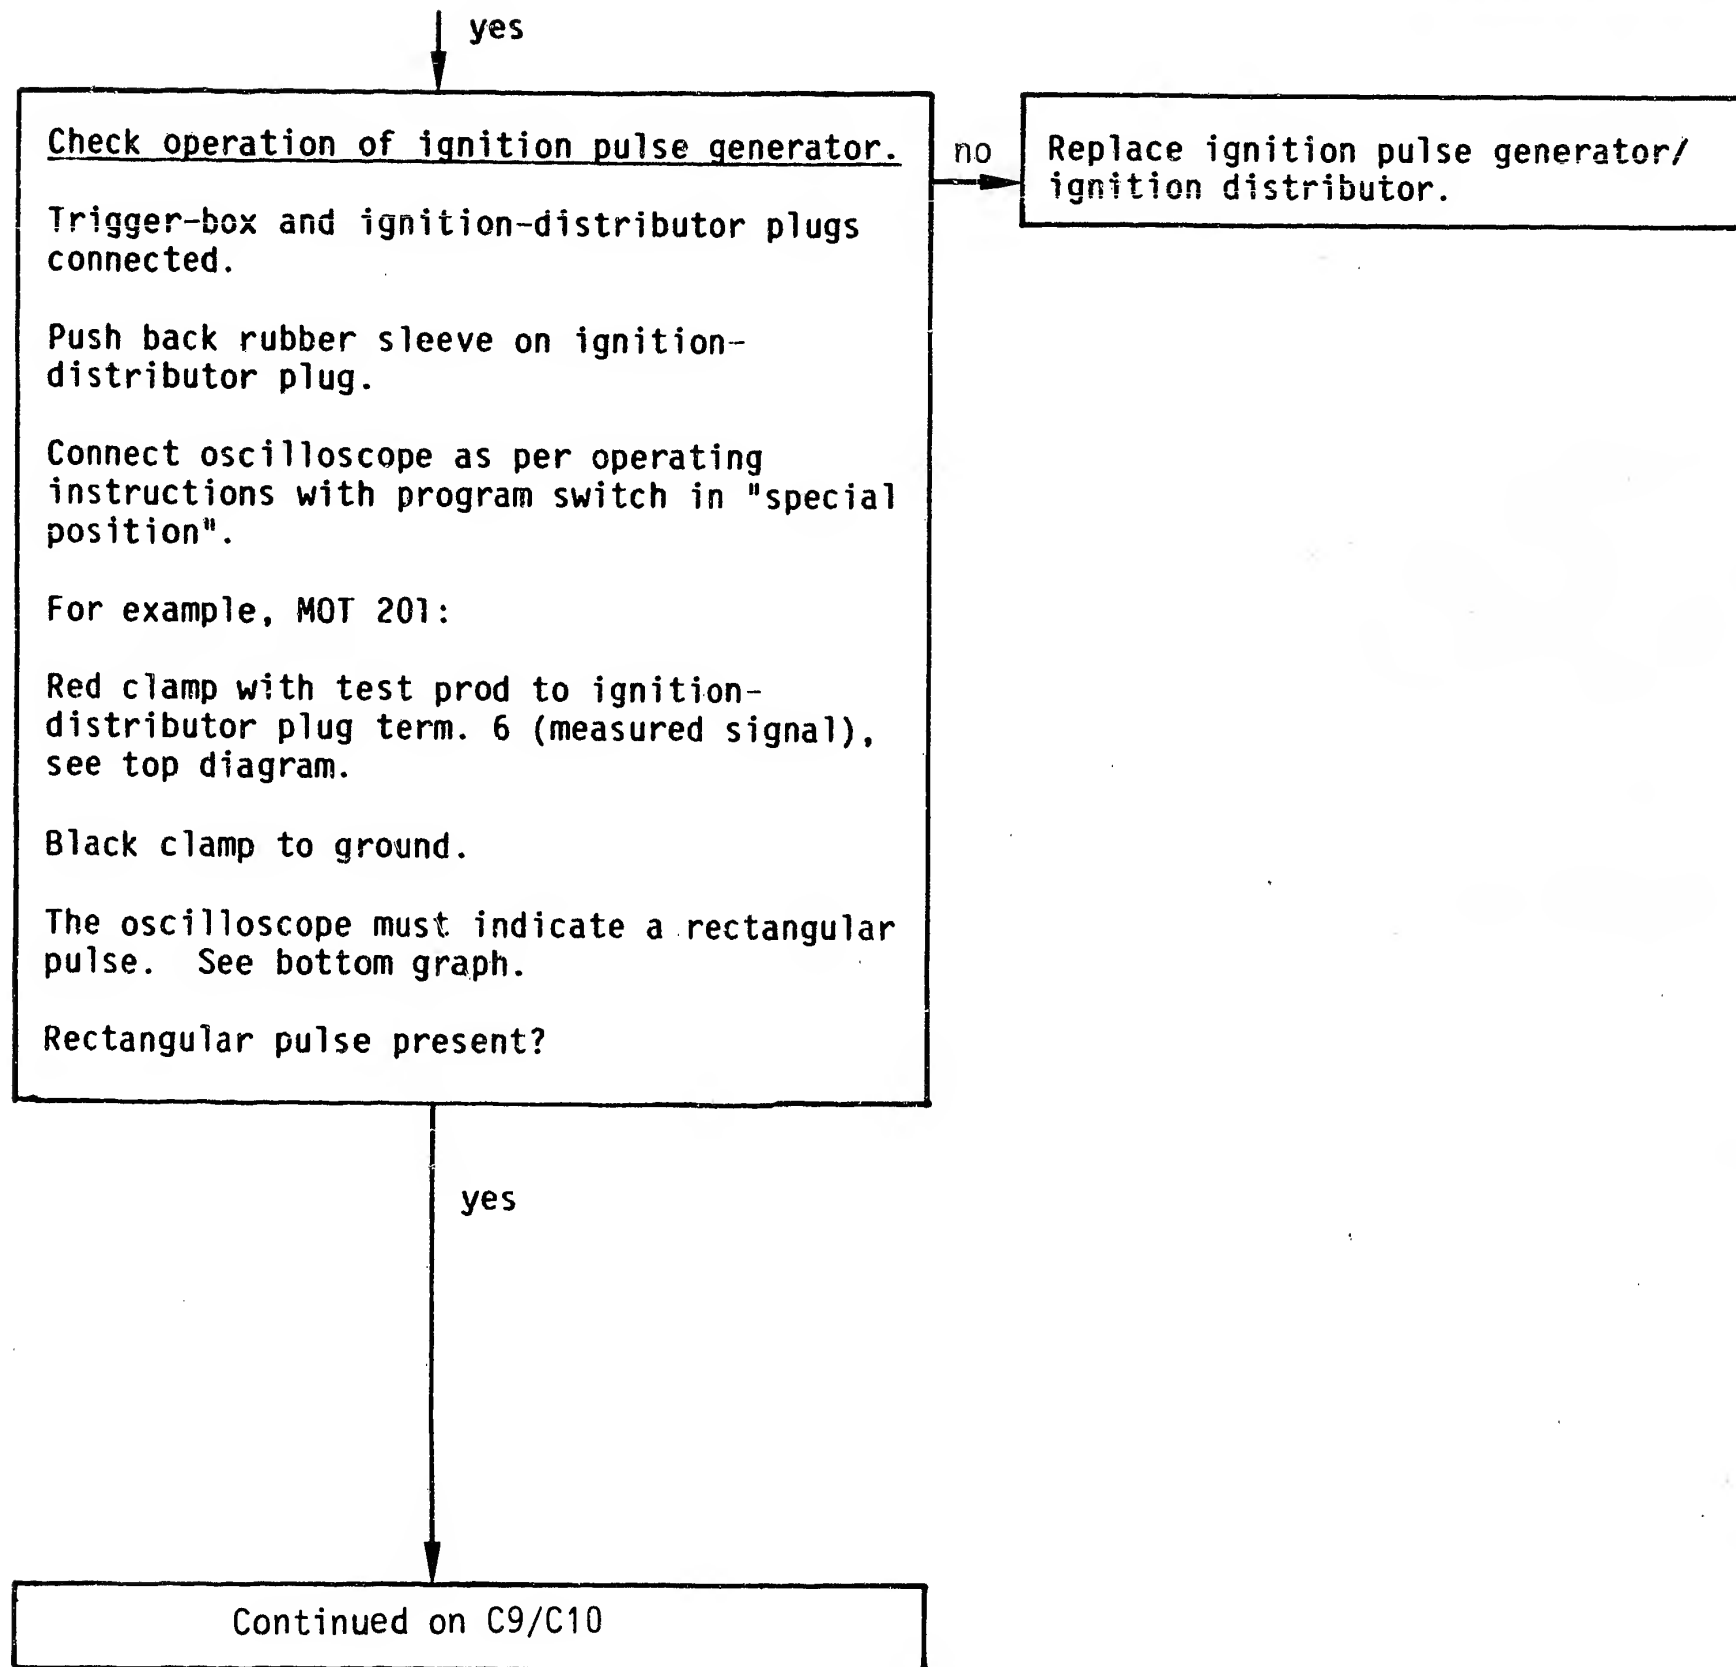 yes
Check operation of ignition pulse generator.
no
Replace ignition pulse generator/
ignition distributor.
Trigger-box and ignition-distributor plugs
connected.
Push back rubber sleeve on ignition-
distributor plug.
Connect oscilloscope as per operating
instructions with program switch in "special
position".
For example, MOT 201:
Red clamp with test prod to ignition-
distributor plug term. 6 (measured signal),
see top diagram.
Black clamp to ground.
The oscilloscope must indicate a rectangular
pulse.  See bottom graph.
Rectangular pulse present?
yes
Continued on C9/C10